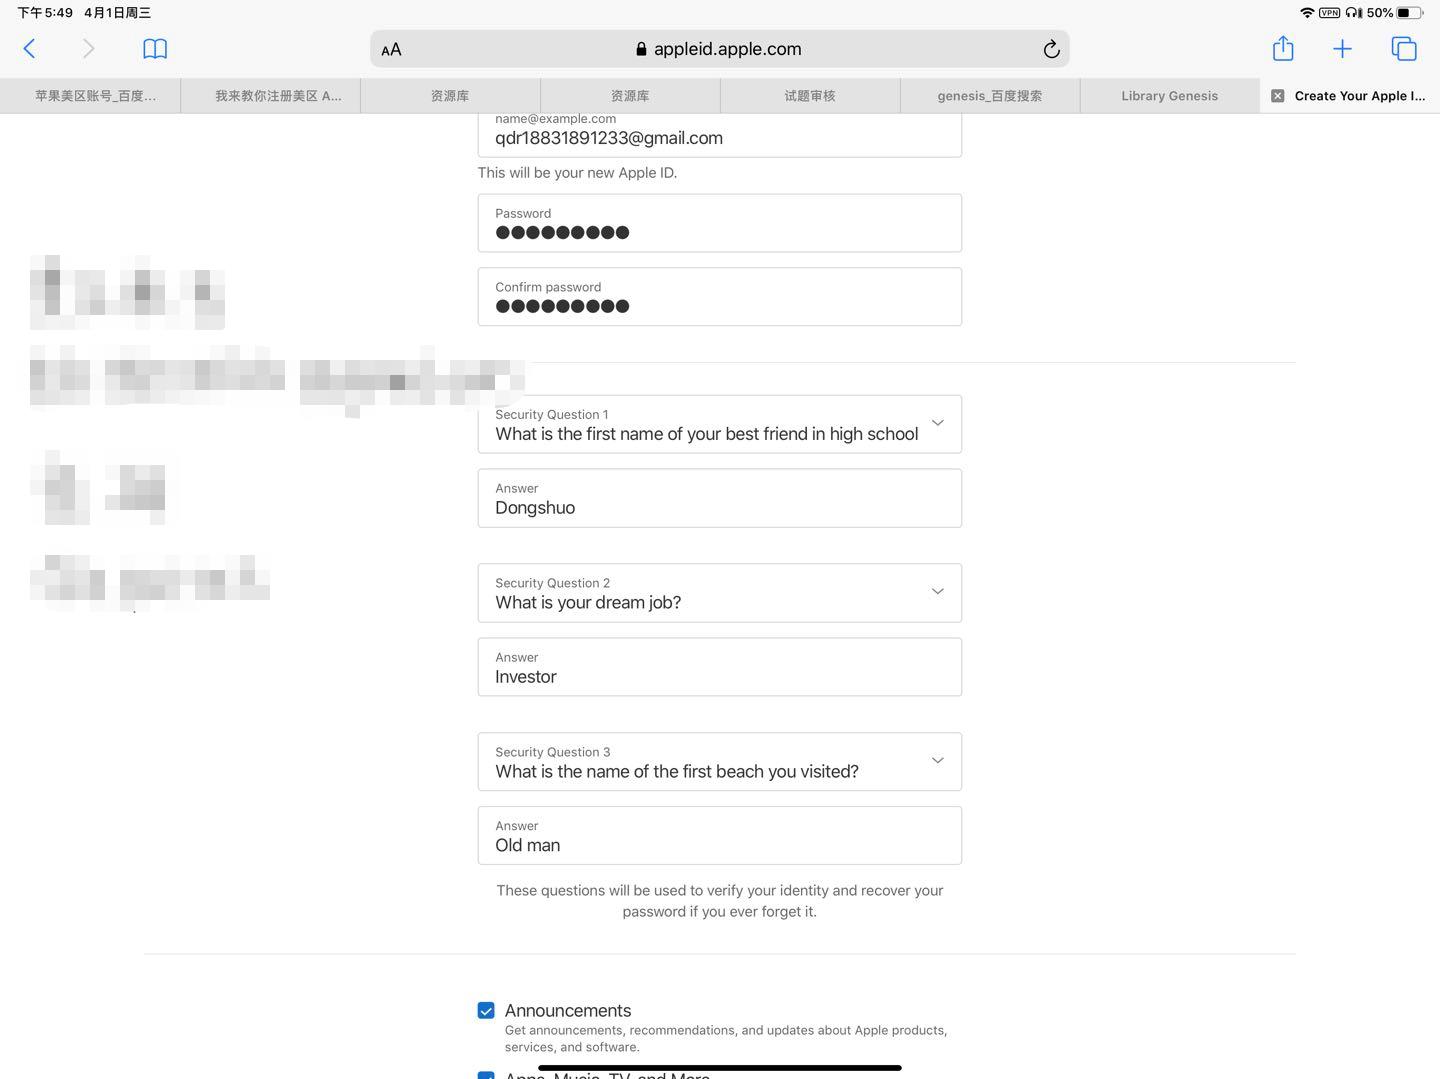 下午5:49 4月1日周三
VPN 50%
AA appleid.apple.com
苹果美区账号_百度... 我来教你注册美区 A... 资源库 资源库 试题审核 genesis_百度搜索 Library Genesis Create Your Apple I...
name@example.com
qdr18831891233@gmail.com
This will be your new Apple ID.
Password
●●●●●●●●●
Confirm password
●●●●●●●●●
Security Question 1
What is the first name of your best friend in high school
Answer
Dongshuo
Security Question 2
What is your dream job?
Answer
Investor
Security Question 3
What is the name of the first beach you visited?
Answer
Old man
These questions will be used to verify your identity and recover your
password if you ever forget it.
Announcements
Get announcements, recommendations, and updates about Apple products,
services, and software.
Apps, Music, TV, and More